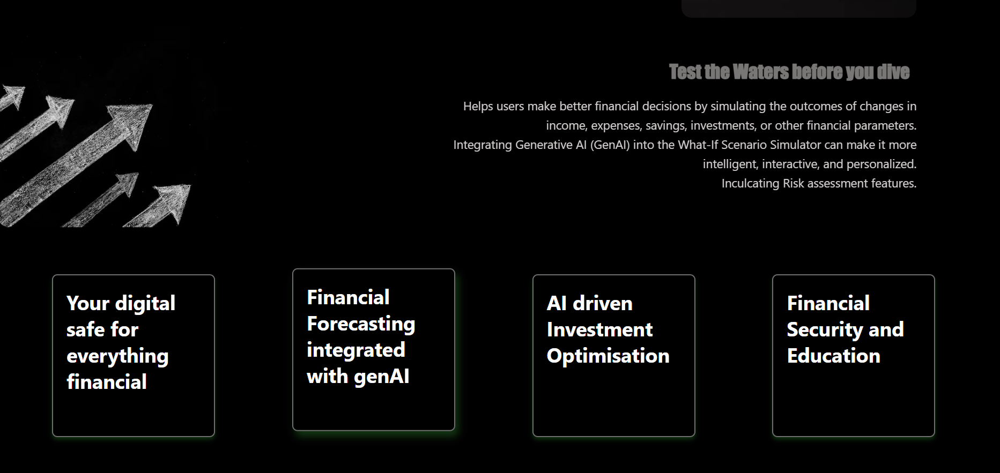 Test the Waters before you dive
Helps users make better financial decisions by simulating the outcomes of changes in
income, expenses, savings, investments, or other financial parameters.
Integrating Generative AI (GenAI) into the What-If Scenario Simulator can make it more
intelligent, interactive, and personalized.
Inculcating Risk assessment features.
Your digital
safe for
everything
financial
Financial
Forecasting
integrated
with genAI
AI driven
Investment
Optimisation
Financial
Security and
Education